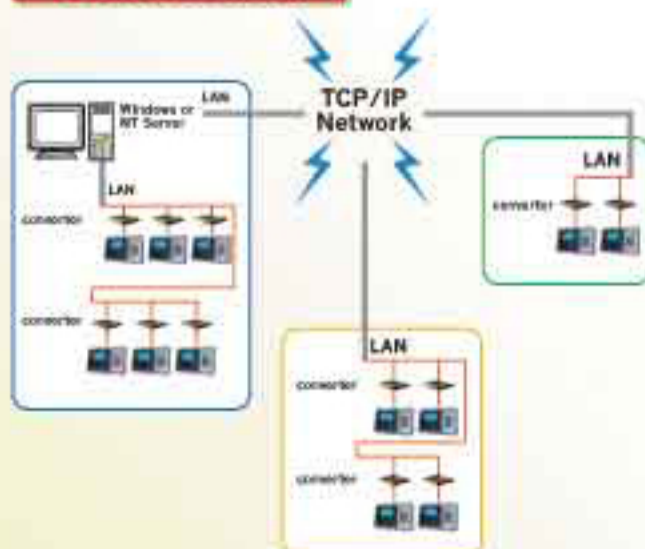 TCP/IP
Network
LAN
Windows or
NT Server
LAN
converter
converter
LAN
converter
LAN
converter
converter